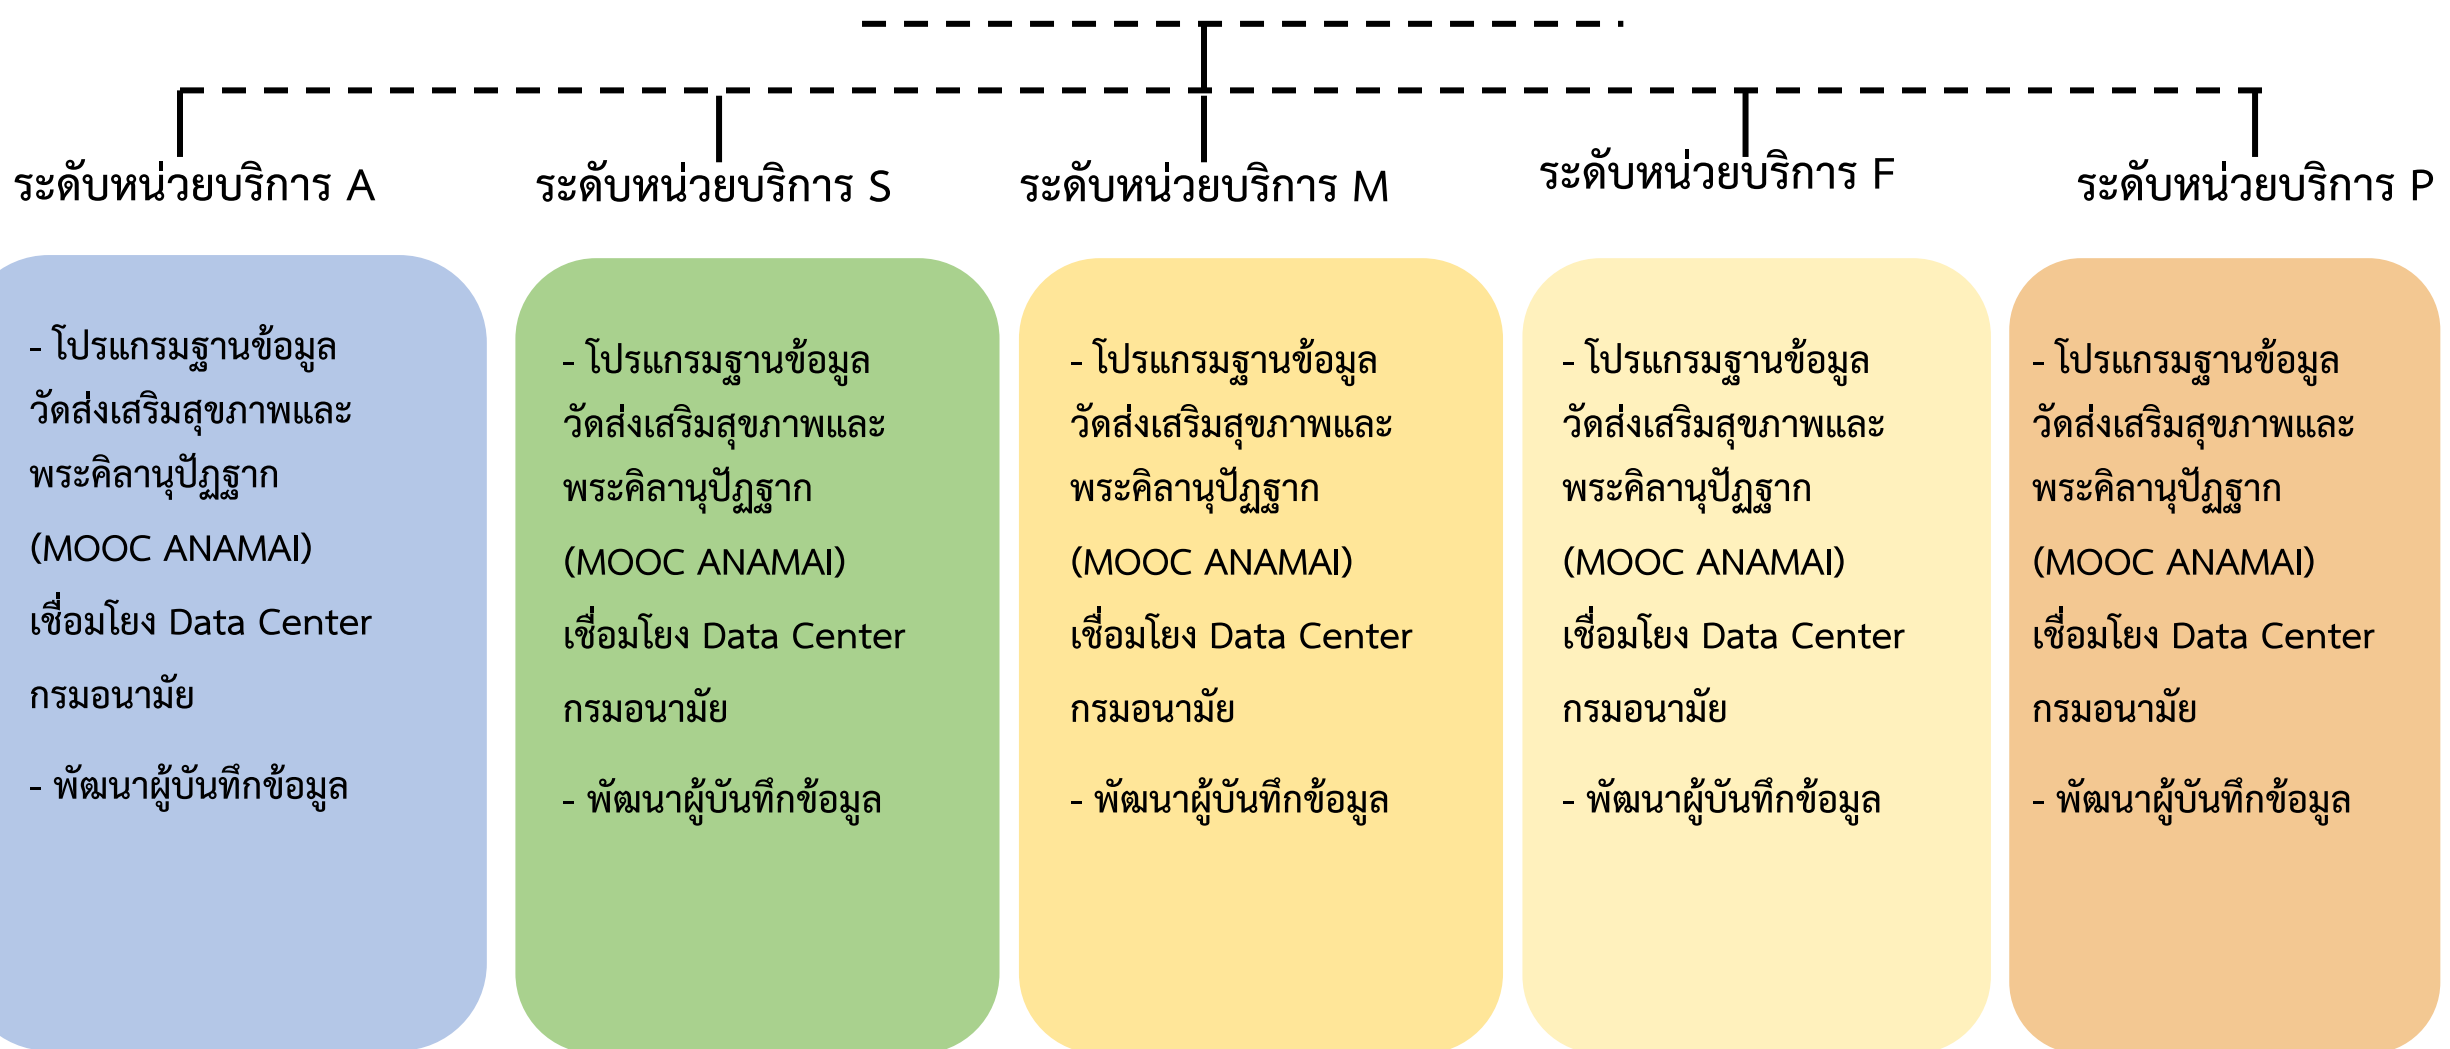 ระดับหน่วยบริการ A
ระดับหน่วยบริการ S
ระดับหน่วยบริการ M
ระดับหน่วยบริการ F
ระดับหน่วยบริการ P
- โปรแกรมฐานข้อมูล
วัดส่งเสริมสุขภาพและ
พระคิลานุปัฏฐาก
(MOOC ANAMAI)
เชื่อมโยง Data Center
กรมอนามัย
- พัฒนาผู้บันทึกข้อมูล
- โปรแกรมฐานข้อมูล
วัดส่งเสริมสุขภาพและ
พระคิลานุปัฏฐาก
(MOOC ANAMAI)
เชื่อมโยง Data Center
กรมอนามัย
- พัฒนาผู้บันทึกข้อมูล
- โปรแกรมฐานข้อมูล
วัดส่งเสริมสุขภาพและ
พระคิลานุปัฏฐาก
(MOOC ANAMAI)
เชื่อมโยง Data Center
กรมอนามัย
- พัฒนาผู้บันทึกข้อมูล
- โปรแกรมฐานข้อมูล
วัดส่งเสริมสุขภาพและ
พระคิลานุปัฏฐาก
(MOOC ANAMAI)
เชื่อมโยง Data Center
กรมอนามัย
- พัฒนาผู้บันทึกข้อมูล
- โปรแกรมฐานข้อมูล
วัดส่งเสริมสุขภาพและ
พระคิลานุปัฏฐาก
(MOOC ANAMAI)
เชื่อมโยง Data Center
กรมอนามัย
- พัฒนาผู้บันทึกข้อมูล